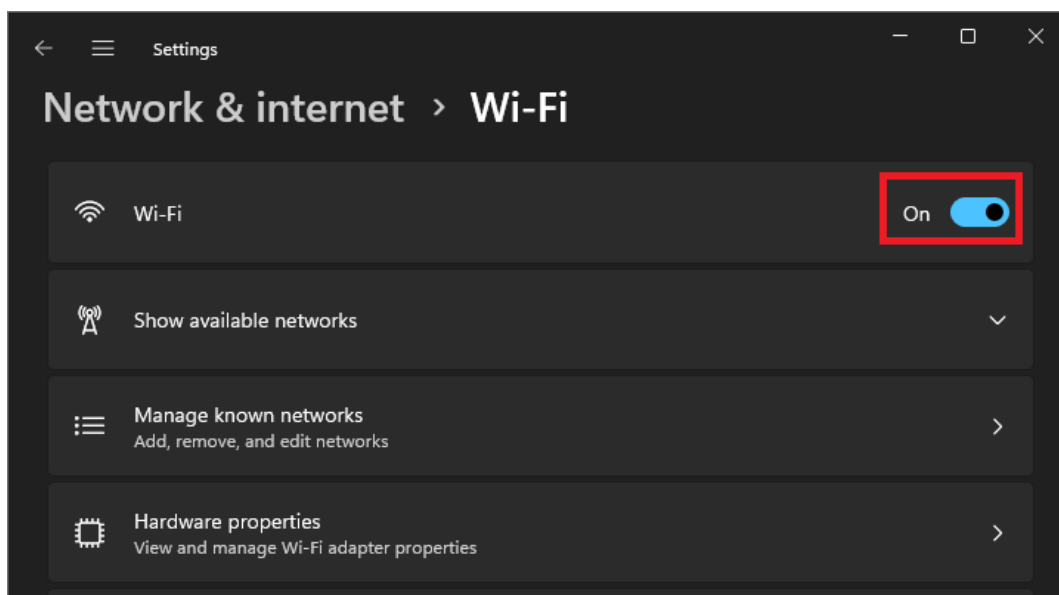 Settings
Network & internet > Wi-Fi
Wi-Fi
On
Show available networks
Manage known networks
Add, remove, and edit networks
Hardware properties
View and manage Wi-Fi adapter properties